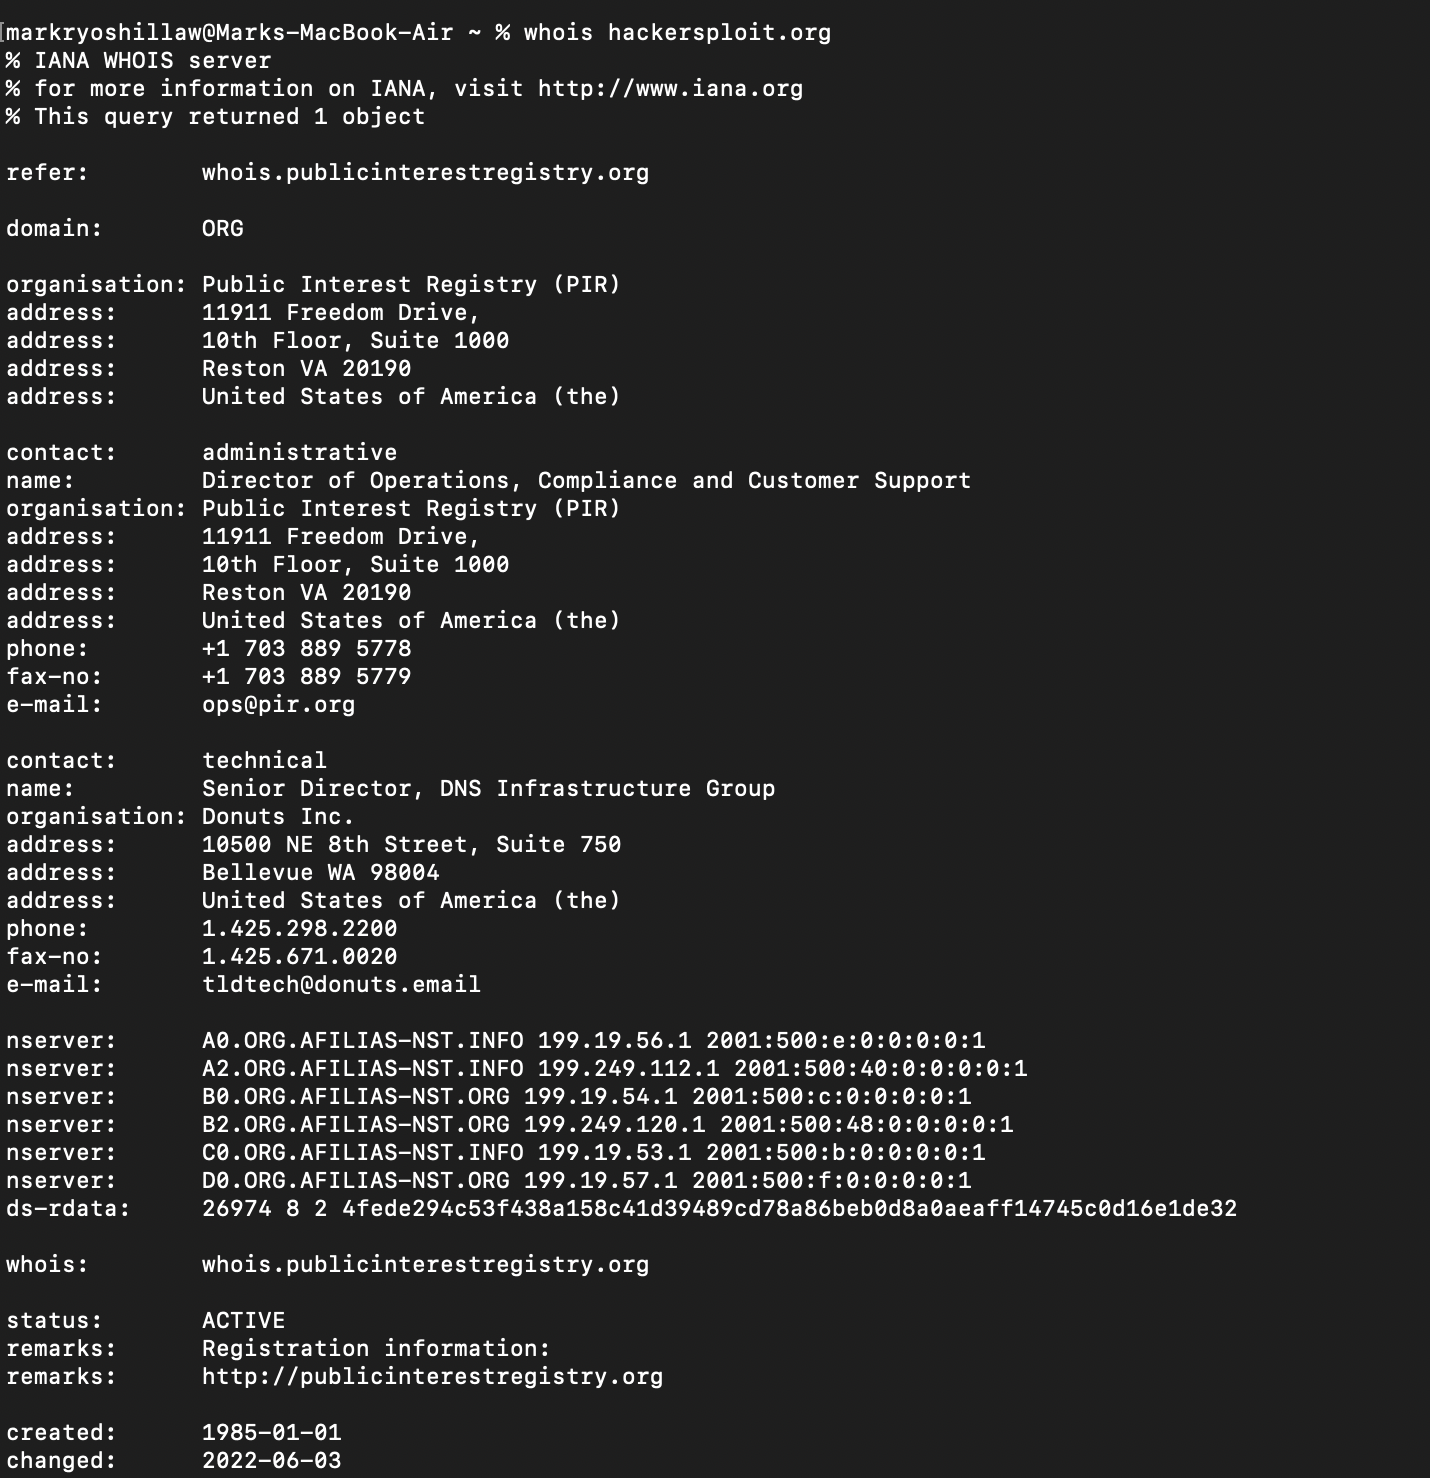 markryoshillaw@Marks-MacBook-Air ~ % whois hackersploit.org
% IANA WHOIS server
% for more information on IANA, visit http://www.iana.org
% This query returned 1 object
refer: whois.publicinterestregistry.org
domain: ORG
organisation: Public Interest Registry (PIR)
address: 11911 Freedom Drive,
address: 10th Floor, Suite 1000
address: Reston VA 20190
address: United States of America (the)
contact: administrative
name: Director of Operations, Compliance and Customer Support
organisation: Public Interest Registry (PIR)
address: 11911 Freedom Drive,
address: 10th Floor, Suite 1000
address: Reston VA 20190
address: United States of America (the)
phone: +1 703 889 5778
fax-no: +1 703 889 5779
e-mail: ops@pir.org
contact: technical
name: Senior Director, DNS Infrastructure Group
organisation: Donuts Inc.
address: 10500 NE 8th Street, Suite 750
address: Bellevue WA 98004
address: United States of America (the)
phone: 1.425.298.2200
fax-no: 1.425.671.0020
e-mail: tldtech@donuts.email
nserver: A0.ORG.AFILIAS-NST.INFO 199.19.56.1 2001:500:e:0:0:0:0:1
nserver: A2.ORG.AFILIAS-NST.INFO 199.249.112.1 2001:500:40:0:0:0:0:1
nserver: B0.ORG.AFILIAS-NST.ORG 199.19.54.1 2001:500:c:0:0:0:0:1
nserver: B2.ORG.AFILIAS-NST.ORG 199.249.120.1 2001:500:48:0:0:0:0:1
nserver: C0.ORG.AFILIAS-NST.INFO 199.19.53.1 2001:500:b:0:0:0:0:1
nserver: D0.ORG.AFILIAS-NST.ORG 199.19.57.1 2001:500:f:0:0:0:0:1
ds-rdata: 26974 8 2 4fede294c53f438a158c41d39489cd78a86beb0d8a0aeaff14745c0d16e1de32
whois: whois.publicinterestregistry.org
status: ACTIVE
remarks: Registration information:
remarks: http://publicinterestregistry.org
created: 1985-01-01
changed: 2022-06-03